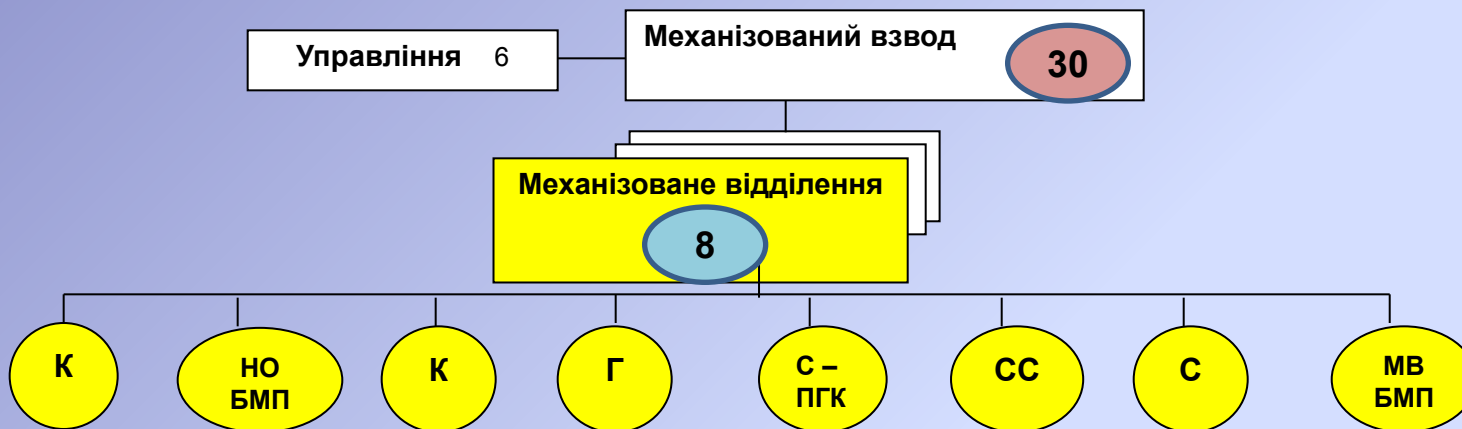 Управління 6
Механізований взвод
30
Механізоване відділення
8
К
НО
БМП
К
Г
С –
ПГК
СС
С
МВ
БМП